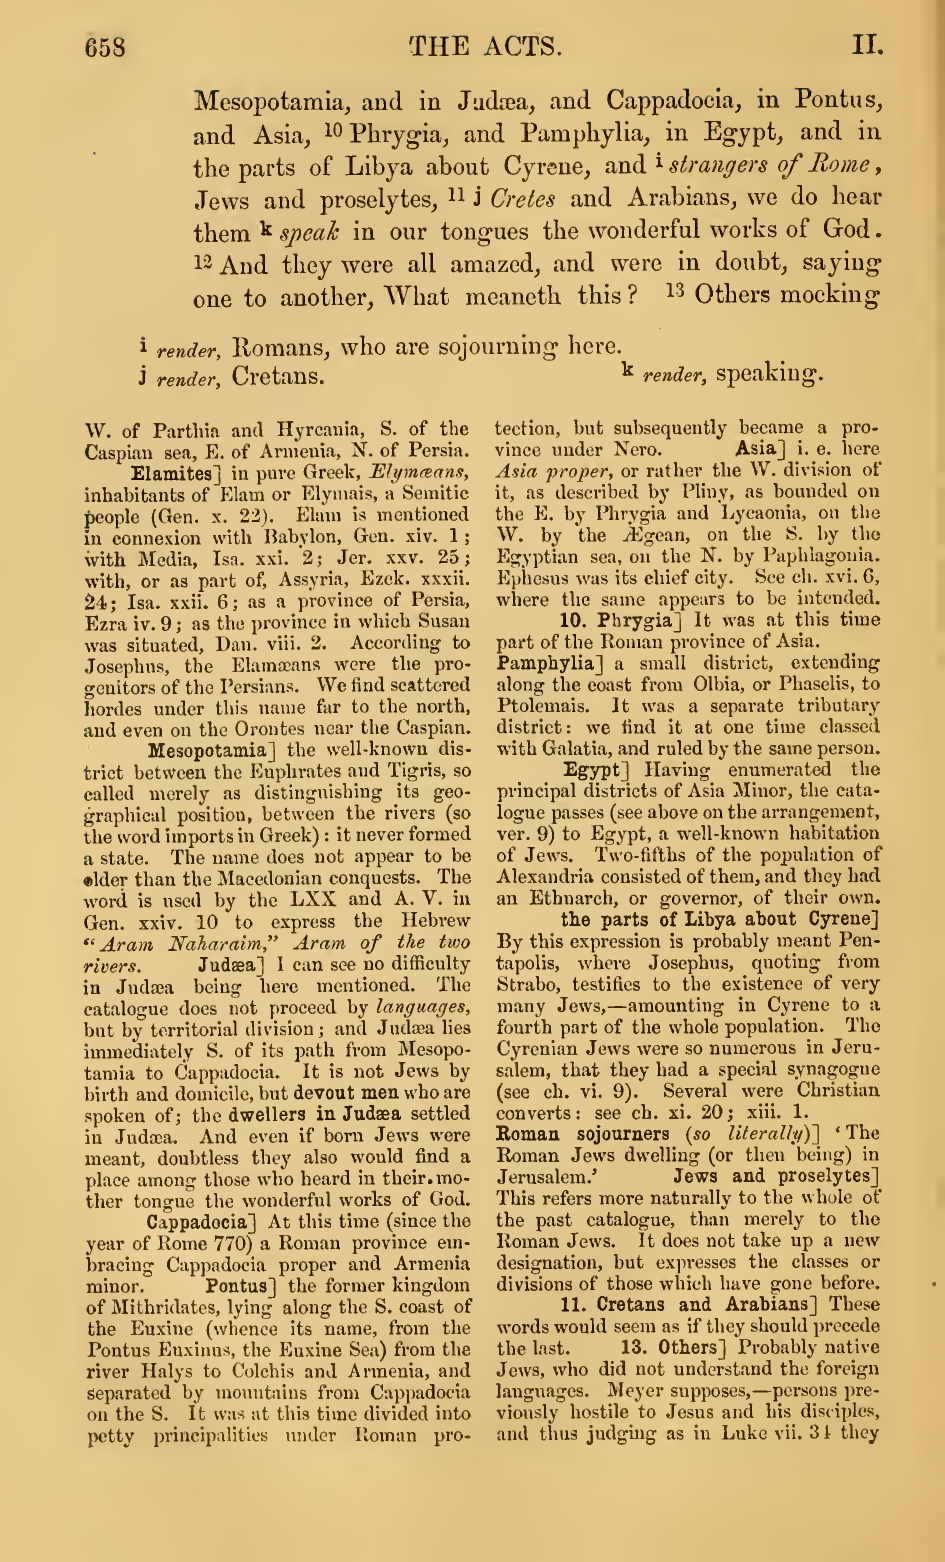 658 THE ACTS. II.
Mesopotamia, and in Judæa, and Cappadocia, in Pontus,
and Asia, 10 Phrygia, and Pamphylia, in Egypt, and in
the parts of Libya about Cyrene, and i strangers of Rome,
Jews and proselytes, 11 j Cretes and Arabians, we do hear
them k speak in our tongues the wonderful works of God.
12 And they were all amazed, and were in doubt, saying
one to another, What meaneth this? 13 Others mocking
i render, Romans, who are sojourning here.
j render, Cretans. k render, speaking.
W. of Parthia and Hyrcania, S. of the
Caspian sea, E. of Armenia, N. of Persia.
Elamites] in pure Greek, Elymæans,
inhabitants of Elam or Elymais, a Semitic
people (Gen. x. 22). Elam is mentioned
in connexion with Babylon, Gen. xiv. 1;
with Media, Isa. xxi. 2; Jer. xxv. 25;
with, or as part of, Assyria, Ezek. xxxii.
24; Isa. xxii. 6; as a province of Persia,
Ezra iv. 9; as the province in which Susan
was situated, Dan. viii. 2. According to
Josephus, the Elamæans were the pro-
genitors of the Persians. We find scattered
hordes under this name far to the north,
and even on the Orontes near the Caspian.
Mesopotamia] the well-known dis-
trict between the Euphrates and Tigris, so
called merely as distinguishing its geo-
graphical position, between the rivers (so
the word imports in Greek): it never formed
a state. The name does not appear to be
older than the Macedonian conquests. The
word is used by the LXX and A. V. in
Gen. xxiv. 10 to express the Hebrew
“Aram Naharaim,” Aram of the two
rivers. Judæa] I can see no difficulty
in Judæa being here mentioned. The
catalogue does not proceed by languages,
but by territorial division; and Judæa lies
immediately S. of its path from Mesopo-
tamia to Cappadocia. It is not Jews by
birth and domicile, but devout men who are
spoken of; the dwellers in Judæa settled
in Judæa. And even if born Jews were
meant, doubtless they also would find a
place among those who heard in their mo-
ther tongue the wonderful works of God.
Cappadocia] At this time (since the
year of Rome 770) a Roman province em-
bracing Cappadocia proper and Armenia
minor. Pontus] the former kingdom
of Mithridates, lying along the S. coast of
the Euxine (whence its name, from the
Pontus Euxinus, the Euxine Sea) from the
river Halys to Colchis and Armenia, and
separated by mountains from Cappadocia
on the S. It was at this time divided into
petty principalities under Roman pro-
tection, but subsequently became a pro-
vince under Nero. Asia] i. e. here
Asia proper, or rather the W. division of
it, as described by Pliny, as bounded on
the E. by Phrygia and Lycaonia, on the
W. by the Ægean, on the S. by the
Egyptian sea, on the N. by Paphlagonia.
Ephesus was its chief city. See ch. xvi. 6,
where the same appears to be intended.
10. Phrygia] It was at this time
part of the Roman province of Asia.
Pamphylia] a small district, extending
along the coast from Olbia, or Phaselis, to
Ptolemais. It was a separate tributary
district: we find it at one time classed
with Galatia, and ruled by the same person.
Egypt] Having enumerated the
principal districts of Asia Minor, the cata-
logue passes (see above on the arrangement,
ver. 9) to Egypt, a well-known habitation
of Jews. Two-fifths of the population of
Alexandria consisted of them, and they had
an Ethnarch, or governor, of their own.
the parts of Libya about Cyrene]
By this expression is probably meant Pen-
tapolis, where Josephus, quoting from
Strabo, testifies to the existence of very
many Jews,—amounting in Cyrene to a
fourth part of the whole population. The
Cyrenian Jews were so numerous in Jeru-
salem, that they had a special synagogue
(see ch. vi. 9). Several were Christian
converts: see ch. xi. 20; xiii. 1.
Roman sojourners (so literally)] ‘The
Roman Jews dwelling (or then being) in
Jerusalem.’ Jews and proselytes]
This refers more naturally to the whole of
the past catalogue, than merely to the
Roman Jews. It does not take up a new
designation, but expresses the classes or
divisions of those which have gone before.
11. Cretans and Arabians] These
words would seem as if they should precede
the last. 13. Others] Probably native
Jews, who did not understand the foreign
languages. Meyer supposes,—persons pre-
viously hostile to Jesus and his disciples,
and thus judging as in Luke vii. 34 they